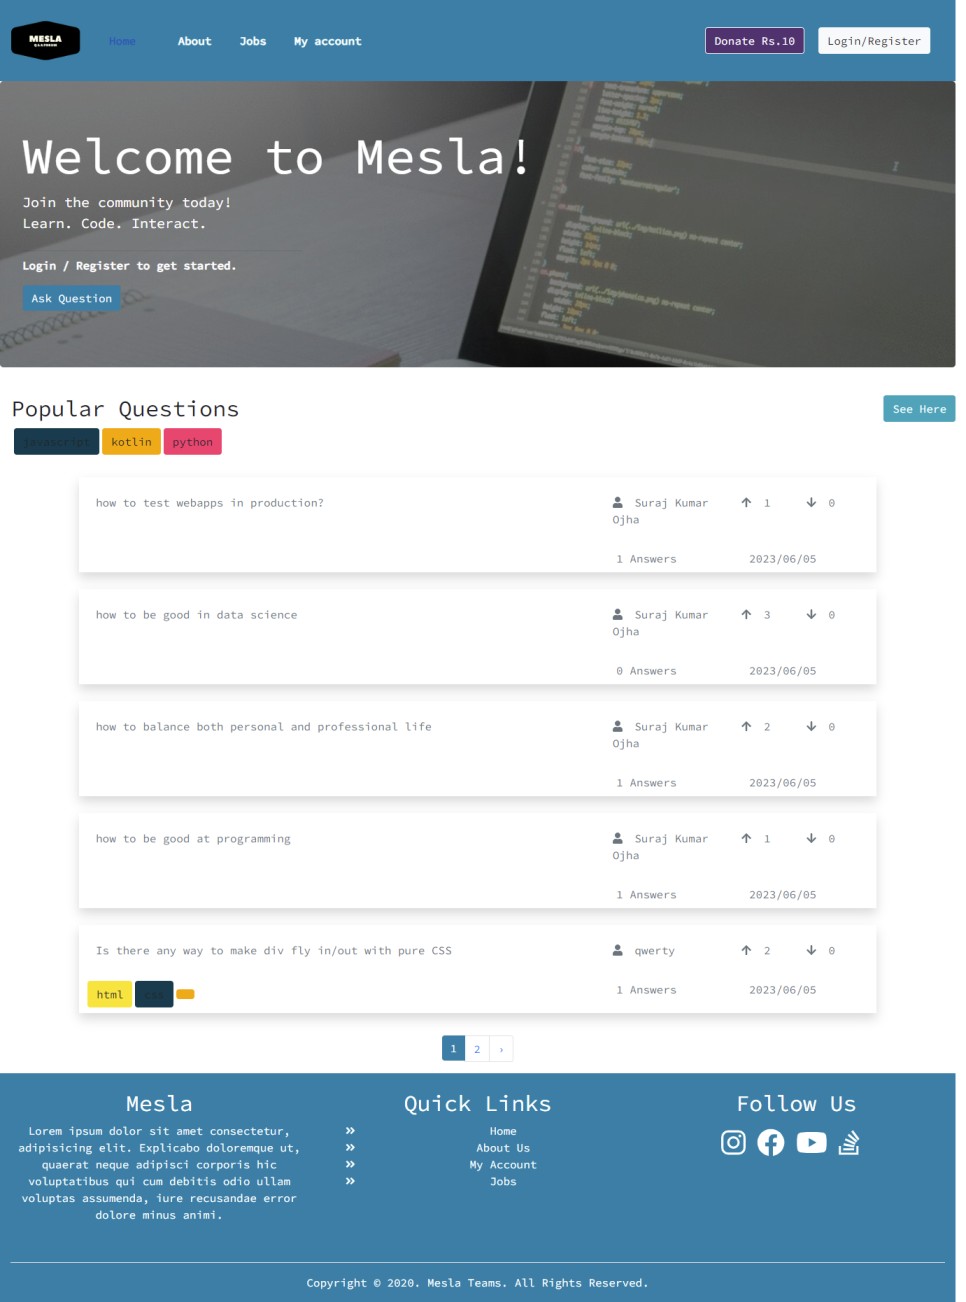 MESLA
Home
About
Jobs
My account
Donate Rs.10
Login/Register
Welcome to Mesla!
Join the community today!
Learn. Code. Interact.
Login / Register to get started.
Ask Question
Popular Questions
See Here
javascript
kotlin
python
how to test webapps in production?
Suraj Kumar
Ojha
1
0
1 Answers
2023/06/05
how to be good in data science
Suraj Kumar
Ojha
3
0
0 Answers
2023/06/05
how to balance both personal and professional life
Suraj Kumar
Ojha
2
0
1 Answers
2023/06/05
how to be good at programming
Suraj Kumar
Ojha
1
0
1 Answers
2023/06/05
Is there any way to make div fly in/out with pure CSS
qwerty
2
0
html
css
1 Answers
2023/06/05
1
2
›
Mesla
Lorem ipsum dolor sit amet consectetur,
adipisicing elit. Explicabo doloremque ut,
quaerat neque adipisci corporis hic
voluptatibus qui cum debitis odio ullam
voluptas assumenda, iure recusandae error
dolore minus animi.
Quick Links
Home
About Us
My Account
Jobs
Follow Us
Copyright © 2020. Mesla Teams. All Rights Reserved.